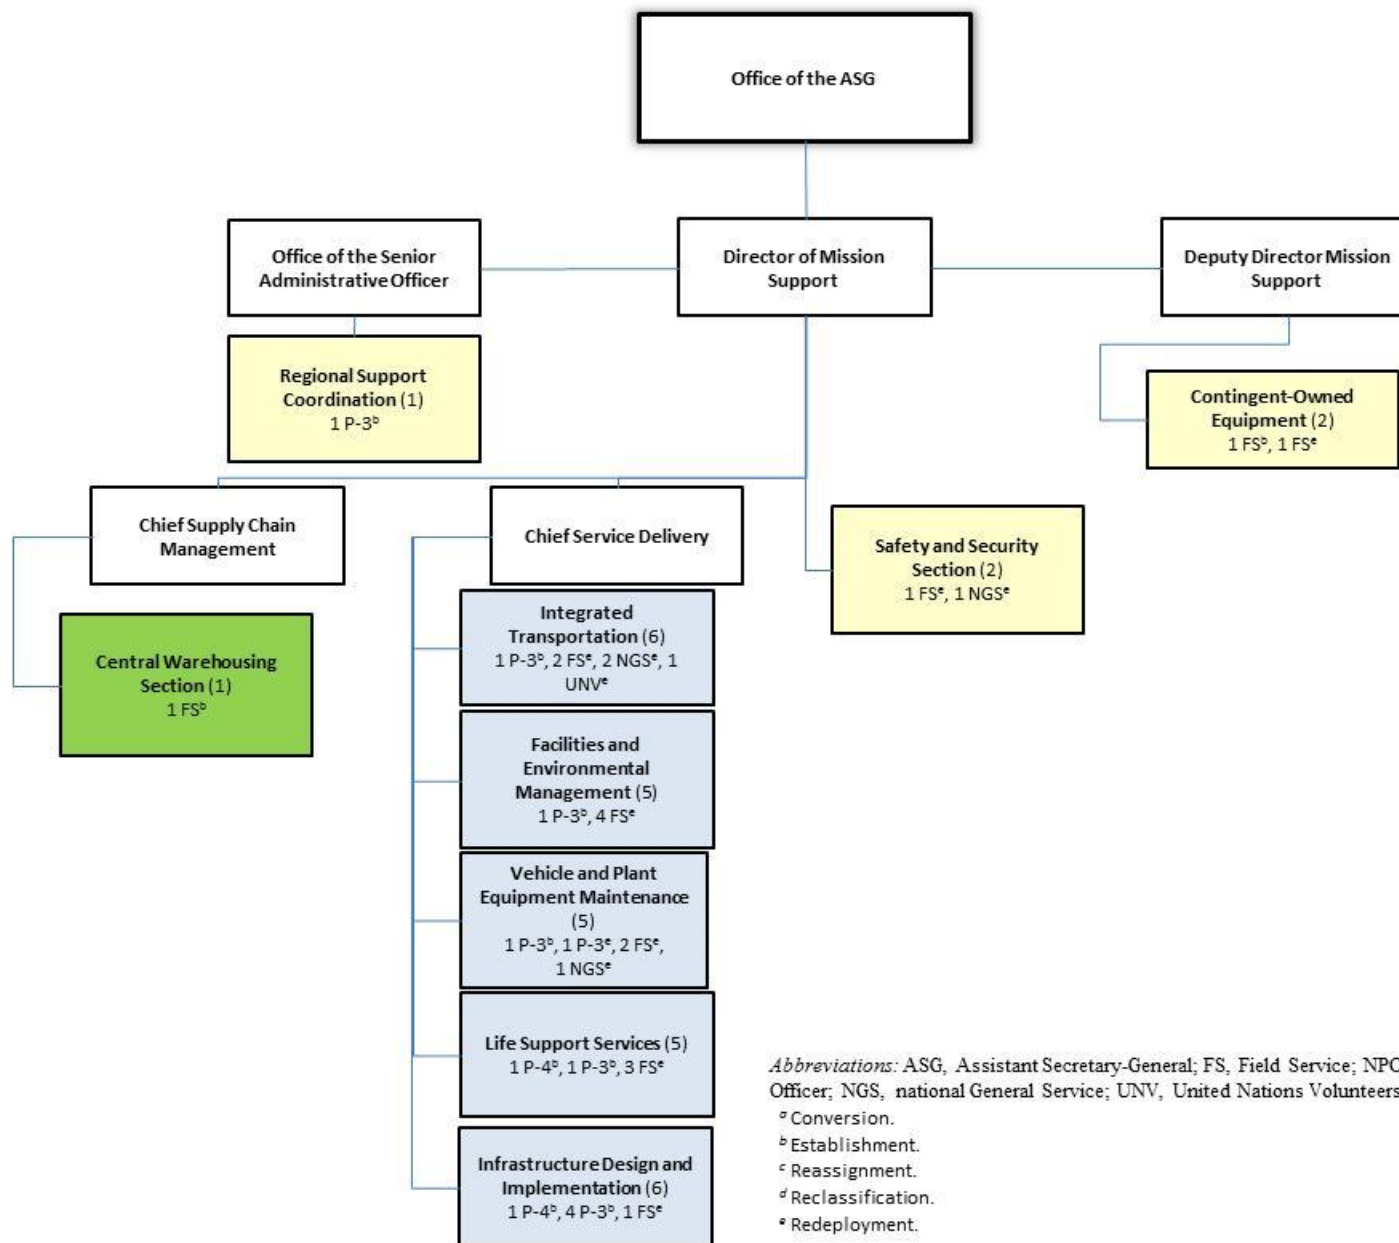 Office of the ASG
Office of the Senior
Administrative Officer
Director of Mission
Support
Deputy Director Mission
Support
Regional Support
Coordination (1)
1 P-3ᵇ
Contingent-Owned
Equipment (2)
1 FSᵇ, 1 FSᵉ
Chief Supply Chain
Management
Chief Service Delivery
Safety and Security
Section (2)
1 FSᵉ, 1 NGSᵉ
Central Warehousing
Section (1)
1 FSᵇ
Integrated
Transportation (6)
1 P-3ᵇ, 2 FSᵉ, 2 NGSᵉ, 1
UNVᵉ
Facilities and
Environmental
Management (5)
1 P-3ᵇ, 4 FSᵉ
Vehicle and Plant
Equipment Maintenance
(5)
1 P-3ᵇ, 1 P-3ᵉ, 2 FSᵉ,
1 NGSᵉ
Life Support Services (5)
1 P-4ᵇ, 1 P-3ᵇ, 3 FSᵉ
Infrastructure Design and
Implementation (6)
1 P-4ᵇ, 4 P-3ᵇ, 1 FSᵉ
Abbreviations: ASG, Assistant Secretary-General; FS, Field Service; NPO
Officer; NGS, national General Service; UNV, United Nations Volunteers
ᵃ Conversion.
ᵇ Establishment.
ᶜ Reassignment.
ᵈ Reclassification.
ᵉ Redeployment.